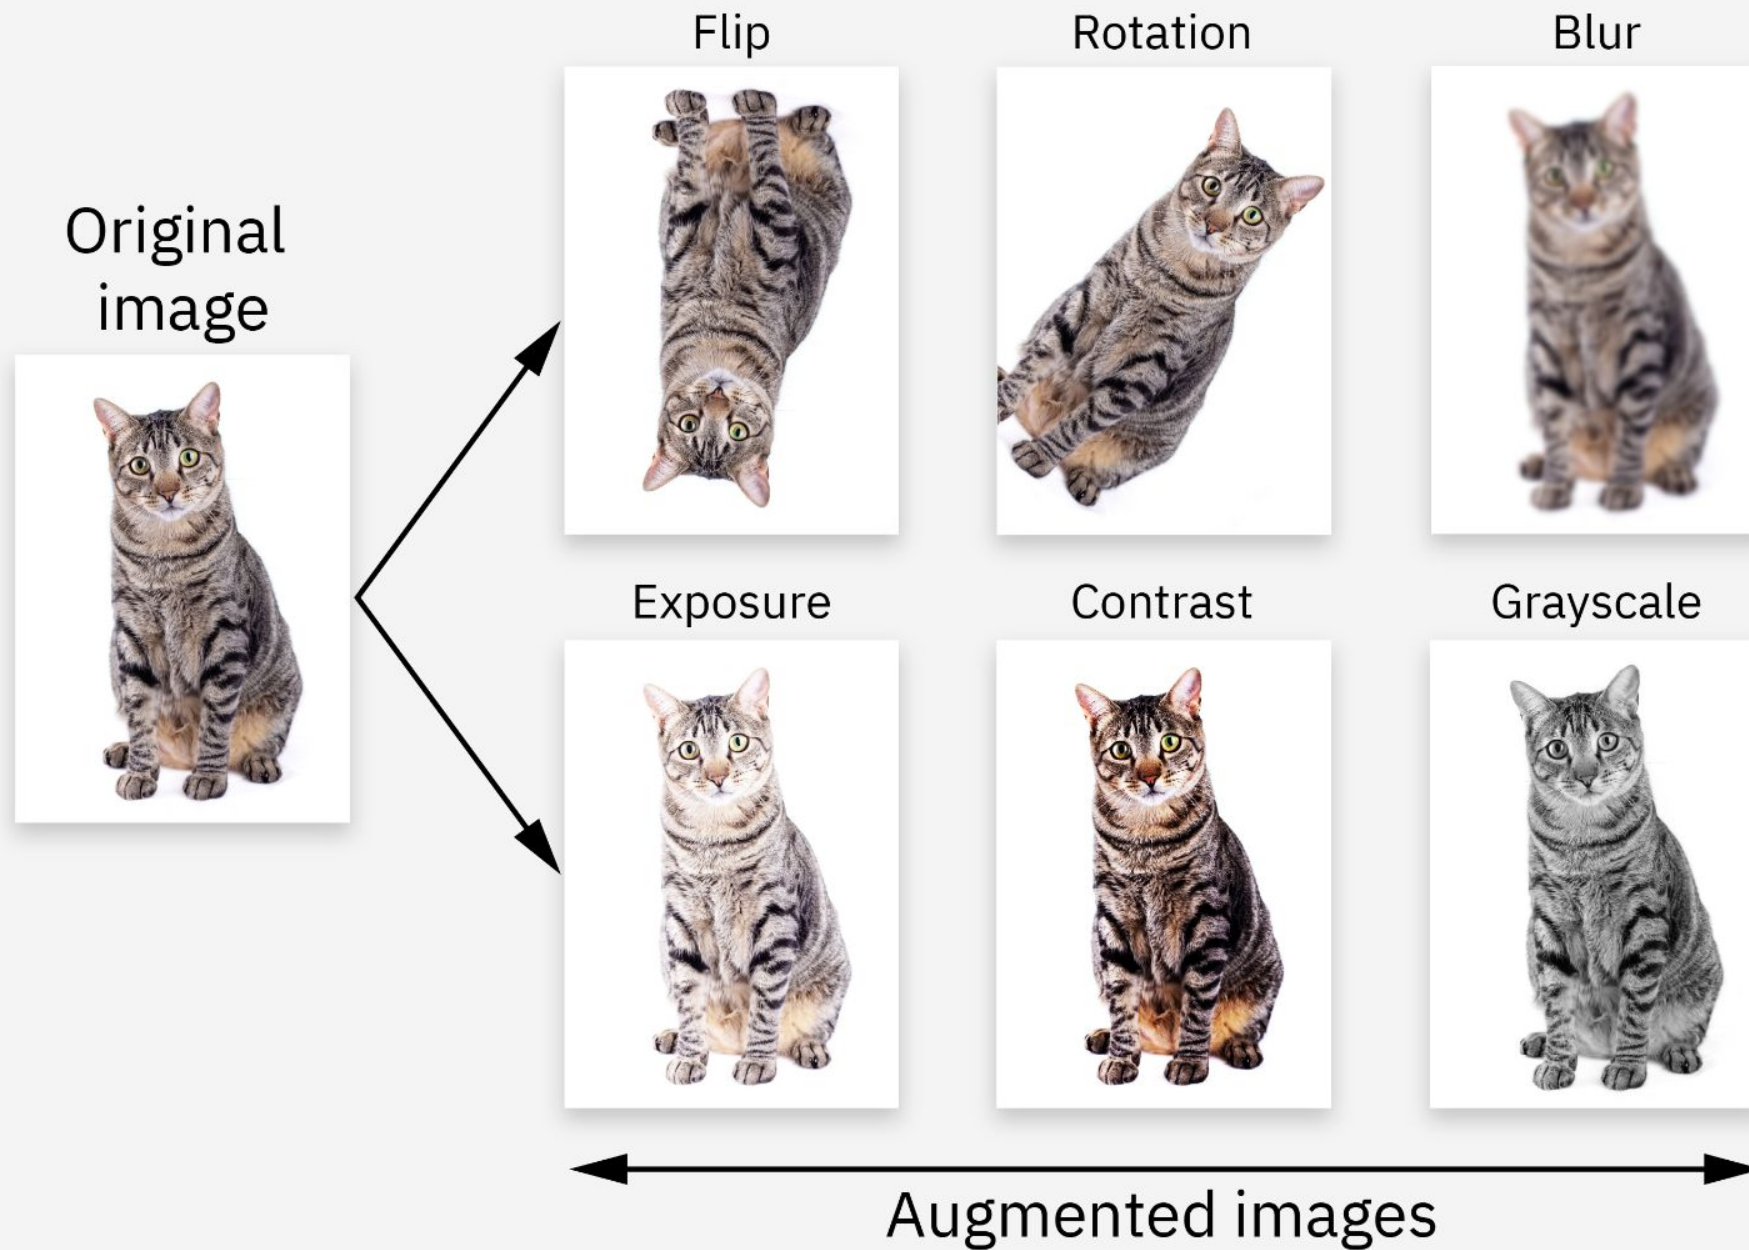 Original
image
Flip
Rotation
Blur
Exposure
Contrast
Grayscale
Augmented images